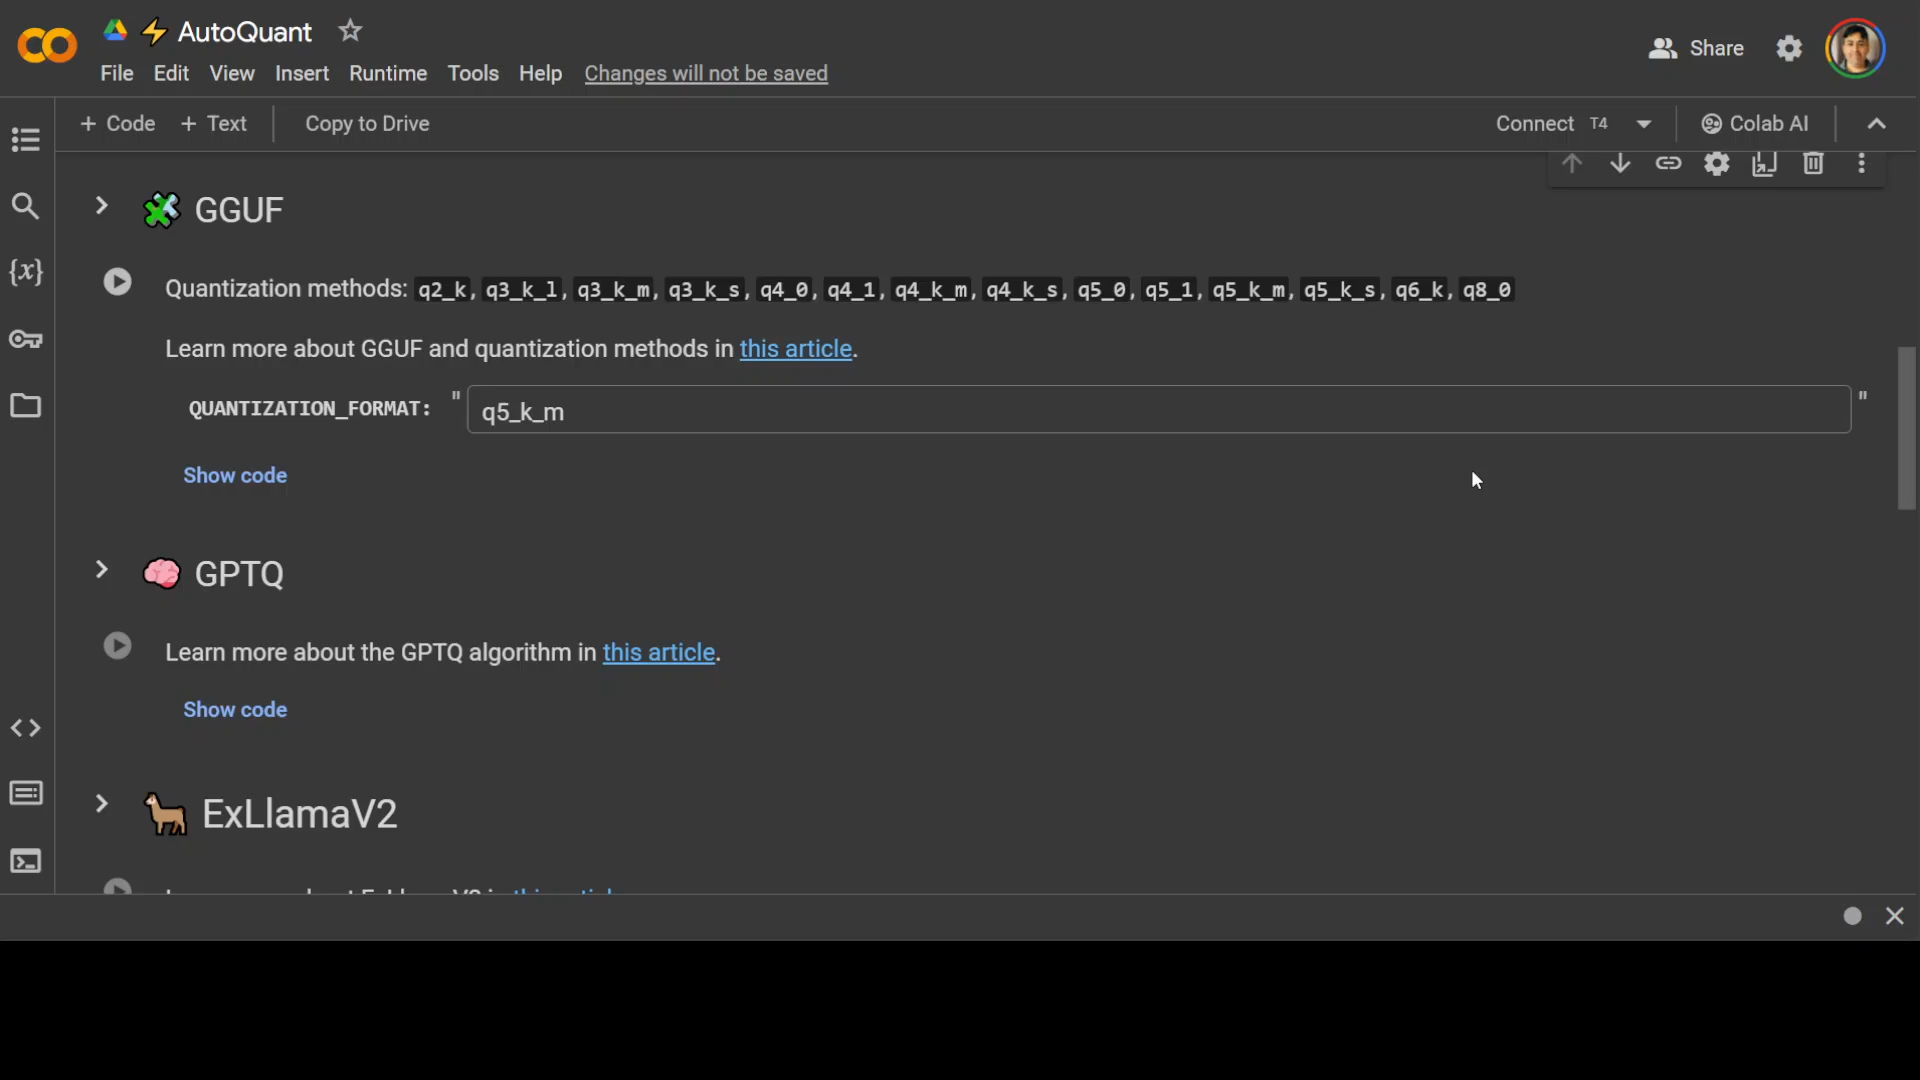 AutoQuant
File Edit View Insert Runtime Tools Help Changes will not be saved
Share
+ Code + Text Copy to Drive
Connect T4 Colab AI
GGUF
Quantization methods: q2_k, q3_k_l, q3_k_m, q3_k_s, q4_0, q4_1, q4_k_m, q4_k_s, q5_0, q5_1, q5_k_m, q5_k_s, q6_k, q8_0
Learn more about GGUF and quantization methods in this article.
QUANTIZATION_FORMAT: " q5_k_m "
Show code
GPTQ
Learn more about the GPTQ algorithm in this article.
Show code
ExLlamaV2